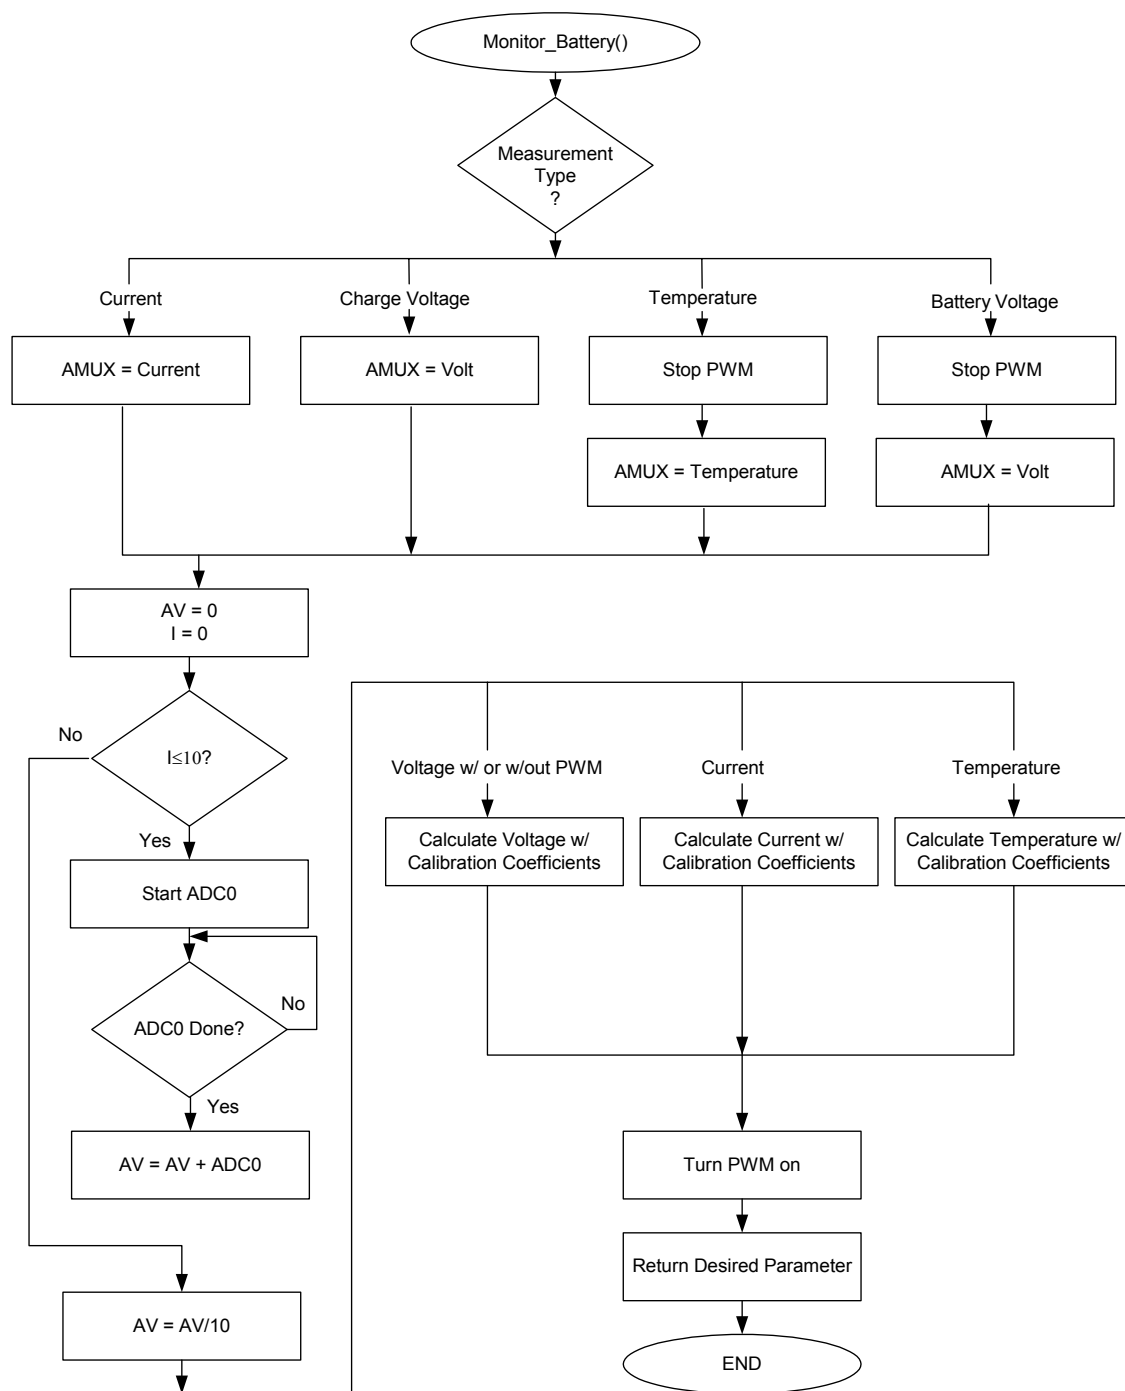 Monitor_Battery()
Measurement
Type
?
Current
Charge Voltage
Temperature
Battery Voltage
AMUX = Current
AMUX = Volt
Stop PWM
Stop PWM
AMUX = Temperature
AMUX = Volt
AV = 0
I = 0
No
I≤10?
Yes
Start ADC0
No
ADC0 Done?
Yes
AV = AV + ADC0
AV = AV/10
Voltage w/ or w/out PWM
Current
Temperature
Calculate Voltage w/
Calibration Coefficients
Calculate Current w/
Calibration Coefficients
Calculate Temperature w/
Calibration Coefficients
Turn PWM on
Return Desired Parameter
END